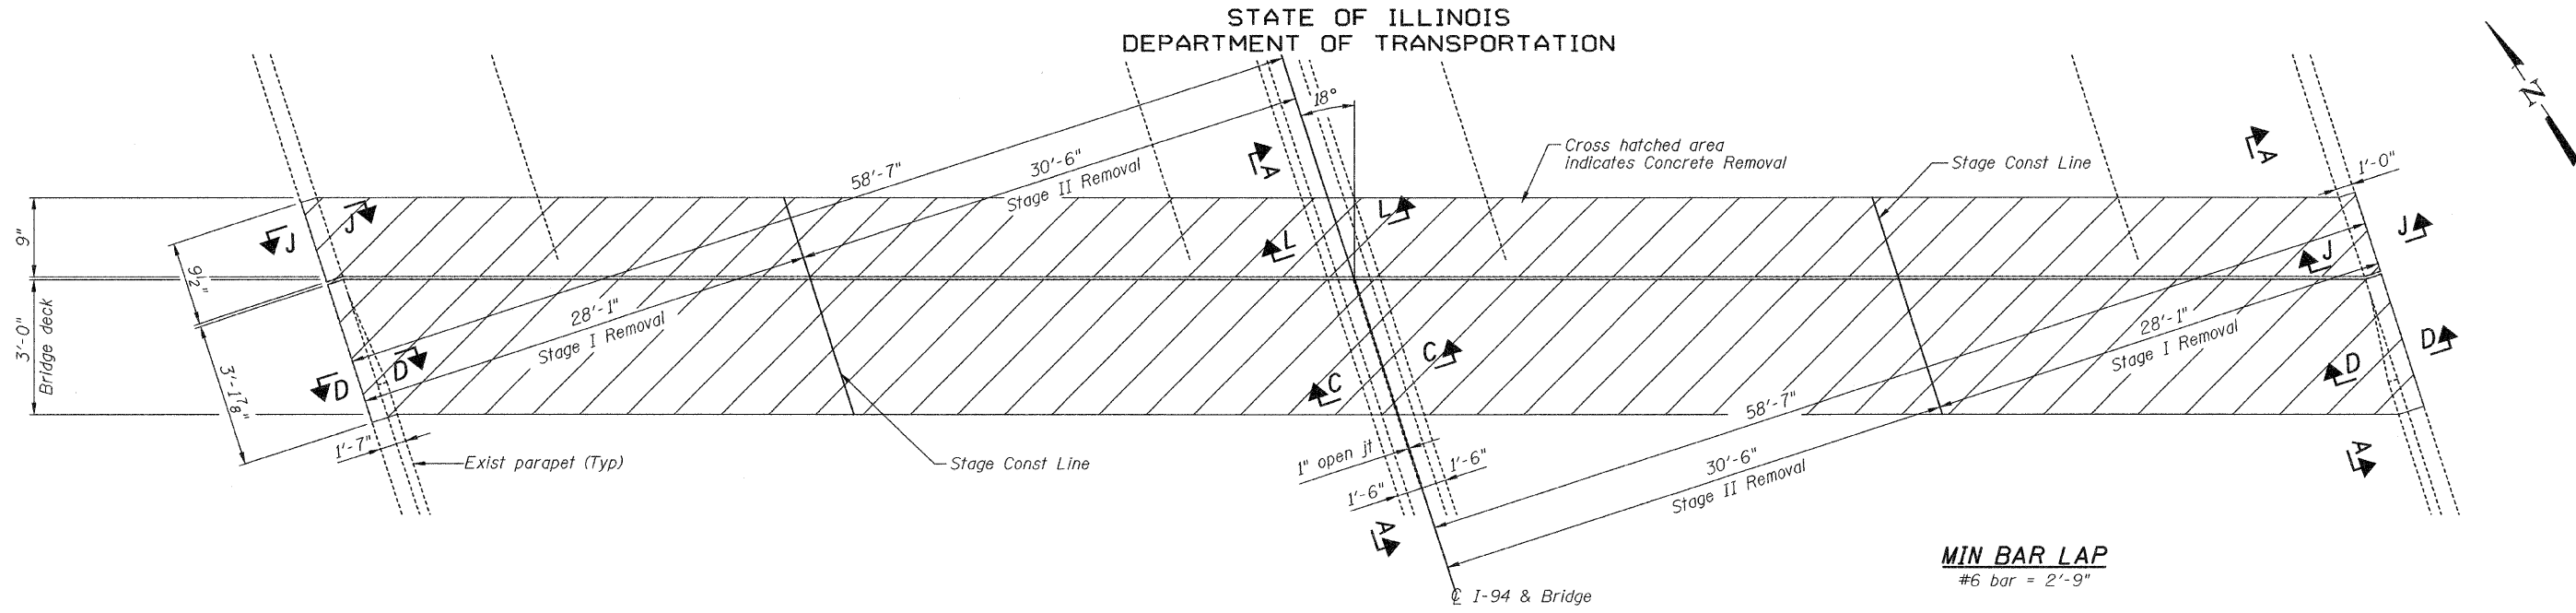 STATE OF ILLINOIS
DEPARTMENT OF TRANSPORTATION
N
18°
58'-7"
30'-6"
Stage II Removal
A
Cross hatched area
indicates Concrete Removal
Stage Const Line
A
1'-0"
9"
J
J
L
L
J
J
9½"
3'-0"
Bridge deck
28'-1"
Stage I Removal
28'-1"
Stage I Removal
3'-1⅞"
D
D
C
C
D
D
58'-7"
1'-7"
Exist parapet (Typ)
Stage Const Line
1" open jt
1'-6"
1'-6"
30'-6"
Stage II Removal
A
A
MIN BAR LAP
#6 bar = 2'-9"
℄ I-94 & Bridge